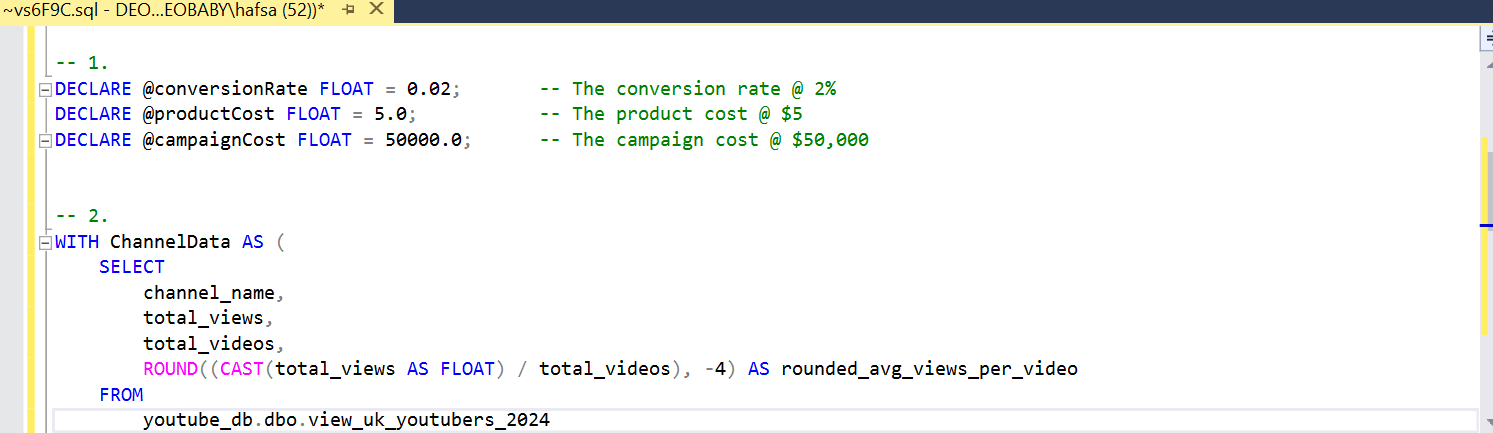 ~vs6F9C.sql - DEO...EOBABY\hafsa (52))*
-- 1.
DECLARE @conversionRate FLOAT = 0.02;        -- The conversion rate @ 2%
DECLARE @productCost FLOAT = 5.0;            -- The product cost @ $5
DECLARE @campaignCost FLOAT = 50000.0;       -- The campaign cost @ $50,000
-- 2.
WITH ChannelData AS (
    SELECT
        channel_name,
        total_views,
        total_videos,
        ROUND((CAST(total_views AS FLOAT) / total_videos), -4) AS rounded_avg_views_per_video
    FROM
        youtube_db.dbo.view_uk_youtubers_2024